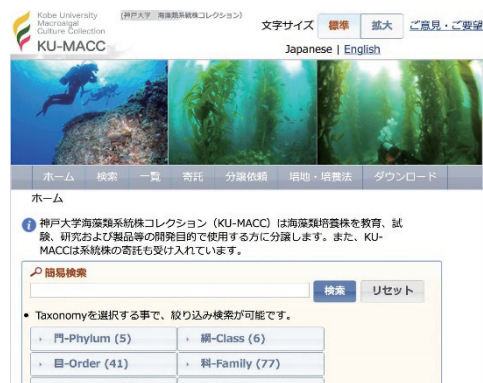 Kobe University
Macroalgal
Culture Collection
KU-MACC
(神戸大学 海藻類系統株コレクション)
文字サイズ 標準 拡大 ご意見・ご要望
Japanese | English
ホーム 検索 一覧 寄託 分譲依頼 培地・培養法 ダウンロード
ホーム
神戸大学海藻類系統株コレクション（KU-MACC）は海藻類培養株を教育、試
験、研究および製品等の開発目的で使用する方に分譲します。また、KU-
MACCは系統株の寄託も受け入れています。
簡易検索
検索 リセット
• Taxonomyを選択する事で、絞り込み検索が可能です。
門-Phylum (5) 綱-Class (6)
目-Order (41) 科-Family (77)